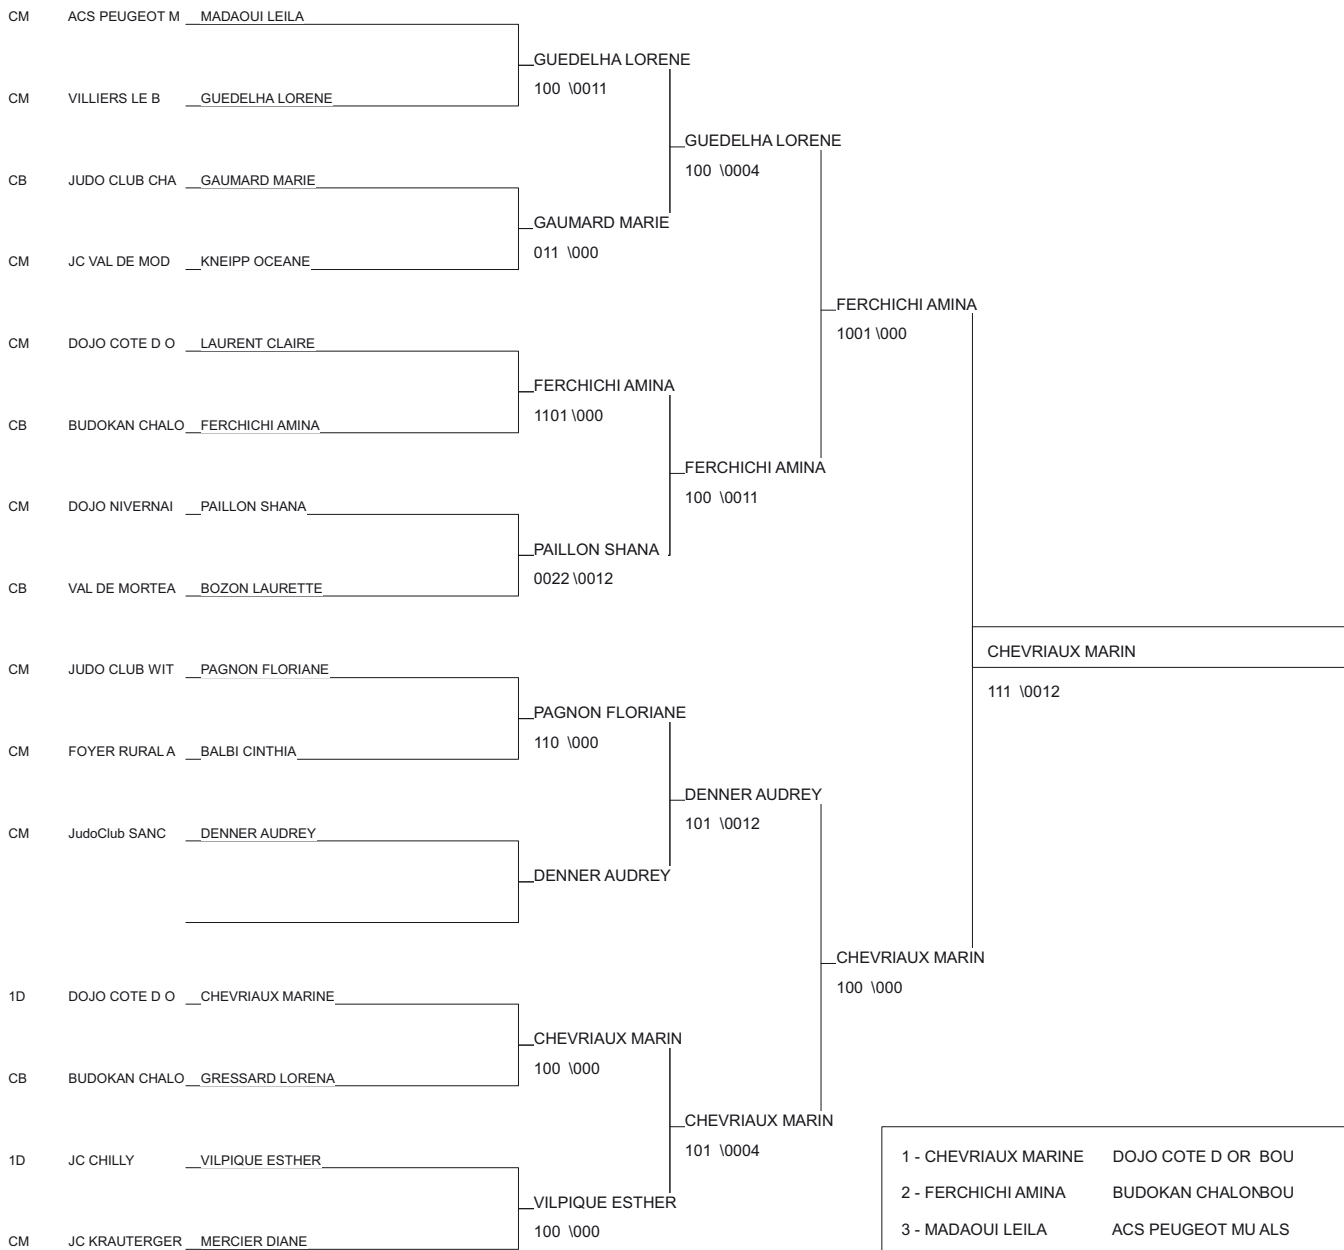 CM ACS PEUGEOT M MADAOUI LEILA
GUEDELHA LORENE
100 \0011
CM VILLIERS LE B GUEDELHA LORENE
GUEDELHA LORENE
100 \0004
CB JUDO CLUB CHA GAUMARD MARIE
GAUMARD MARIE
011 \000
CM JC VAL DE MOD KNEIPP OCEANE
FERCHICHI AMINA
1001 \000
CM DOJO COTE D O LAURENT CLAIRE
FERCHICHI AMINA
1101 \000
CB BUDOKAN CHALO FERCHICHI AMINA
FERCHICHI AMINA
100 \0011
CM DOJO NIVERNAI PAILLON SHANA
PAILLON SHANA
0022 \0012
CB VAL DE MORTEA BOZON LAURETTE
CHEVRIAUX MARIN
111 \0012
CM JUDO CLUB WIT PAGNON FLORIANE
PAGNON FLORIANE
110 \000
CM FOYER RURAL A BALBI CINTHIA
DENNER AUDREY
101 \0012
CM JudoClub SANC DENNER AUDREY
DENNER AUDREY
CHEVRIAUX MARIN
100 \000
1D DOJO COTE D O CHEVRIAUX MARINE
CHEVRIAUX MARIN
100 \000
CB BUDOKAN CHALO GRESSARD LORENA
CHEVRIAUX MARIN
101 \0004
1D JC CHILLY VILPIQUE ESTHER
VILPIQUE ESTHER
100 \000
CM JC KRAUTERGER MERCIER DIANE
1 - CHEVRIAUX MARINE DOJO COTE D OR BOU
2 - FERCHICHI AMINA BUDOKAN CHALONBOU
3 - MADAOUI LEILA ACS PEUGEOT MU ALS